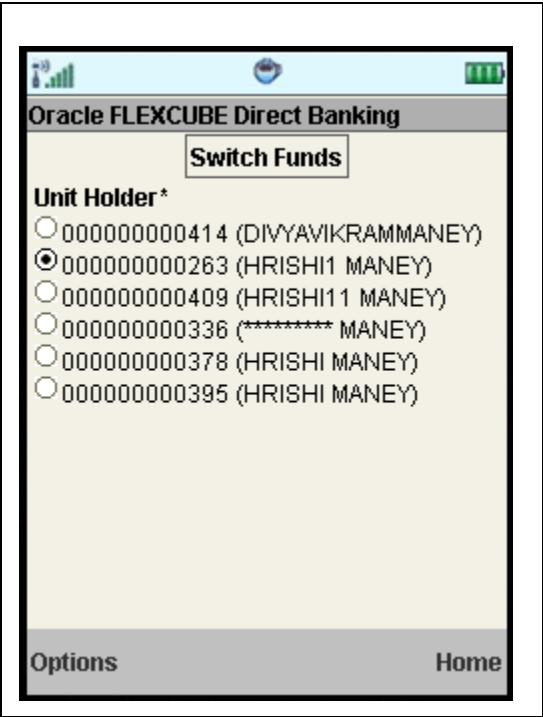 Oracle FLEXCUBE Direct Banking
Switch Funds
Unit Holder*
000000000414 (DIVYAVIKRAMMANEY)
000000000263 (HRISHI1 MANEY)
000000000409 (HRISHI11 MANEY)
000000000336 (********* MANEY)
000000000378 (HRISHI MANEY)
000000000395 (HRISHI MANEY)
Options Home